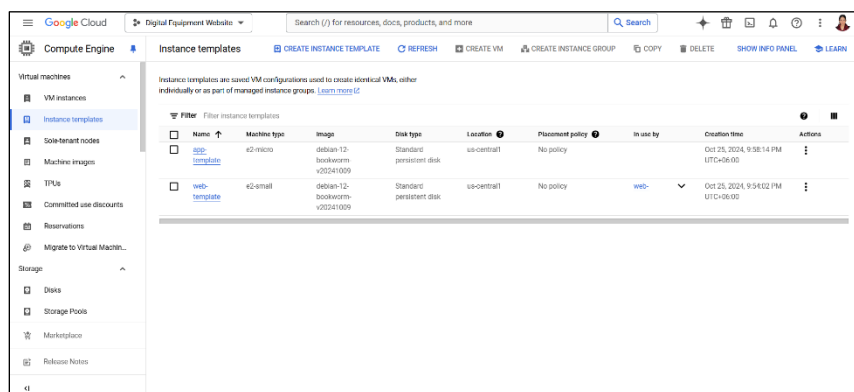 Google Cloud
Digital Equipment Website
Search (/) for resources, docs, products, and more
Search
Compute Engine
Instance templates
CREATE INSTANCE TEMPLATE
REFRESH
CREATE VM
CREATE INSTANCE GROUP
COPY
DELETE
SHOW INFO PANEL
LEARN
Virtual machines
VM instances
Instance templates
Sole-tenant nodes
Machine images
TPUs
Committed use discounts
Reservations
Migrate to Virtual Machin...
Storage
Disks
Storage Pools
Marketplace
Release Notes
Instance templates are saved VM configurations used to create identical VMs, either
individually or as part of managed instance groups. Learn more
Filter Filter instance templates
Name Machine type Image Disk type Location Placement policy In use by Creation time Actions
app- e2-micro debian-12- Standard us-central1 No policy Oct 25, 2024, 9:58:14 PM
template bookworm- persistent disk UTC+06:00
v20241009
web- e2-small debian-12- Standard us-central1 No policy web- Oct 25, 2024, 9:54:02 PM
template bookworm- persistent disk UTC+06:00
v20241009